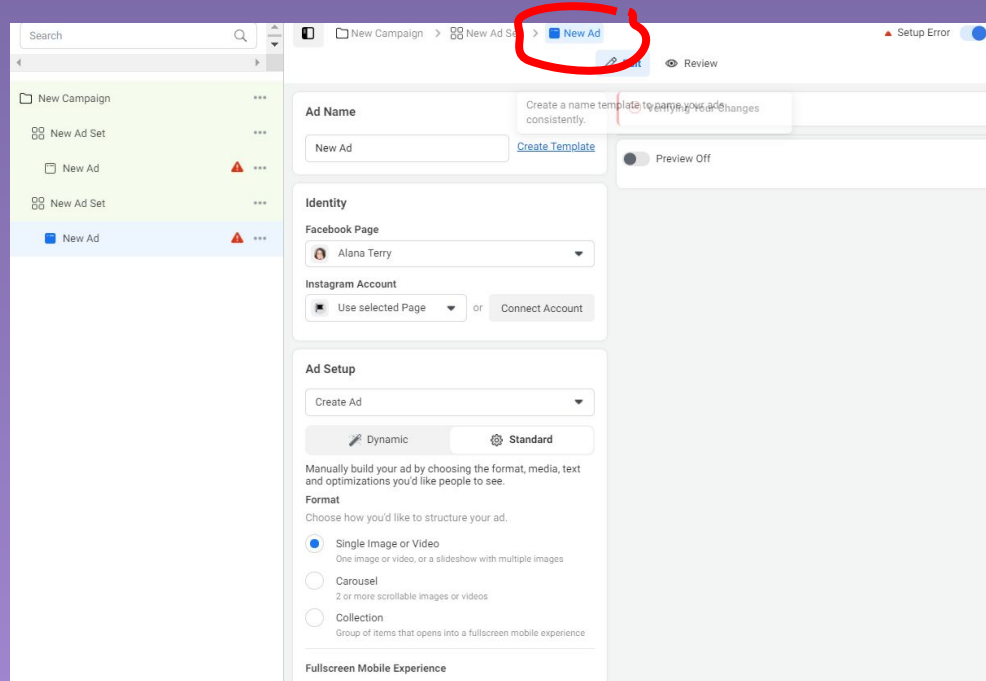 Search
New Campaign > New Ad Se > New Ad
Setup Error
Edit
Review
New Campaign
New Ad Set
New Ad
New Ad Set
New Ad
Ad Name
Create a name template to name your ads
consistently.
Verifying Your Changes
New Ad
Create Template
Preview Off
Identity
Facebook Page
Alana Terry
Instagram Account
Use selected Page
or
Connect Account
Ad Setup
Create Ad
Dynamic
Standard
Manually build your ad by choosing the format, media, text
and optimizations you'd like people to see.
Format
Choose how you'd like to structure your ad.
Single Image or Video
One image or video, or a slideshow with multiple images
Carousel
2 or more scrollable images or videos
Collection
Group of items that opens into a fullscreen mobile experience
Fullscreen Mobile Experience